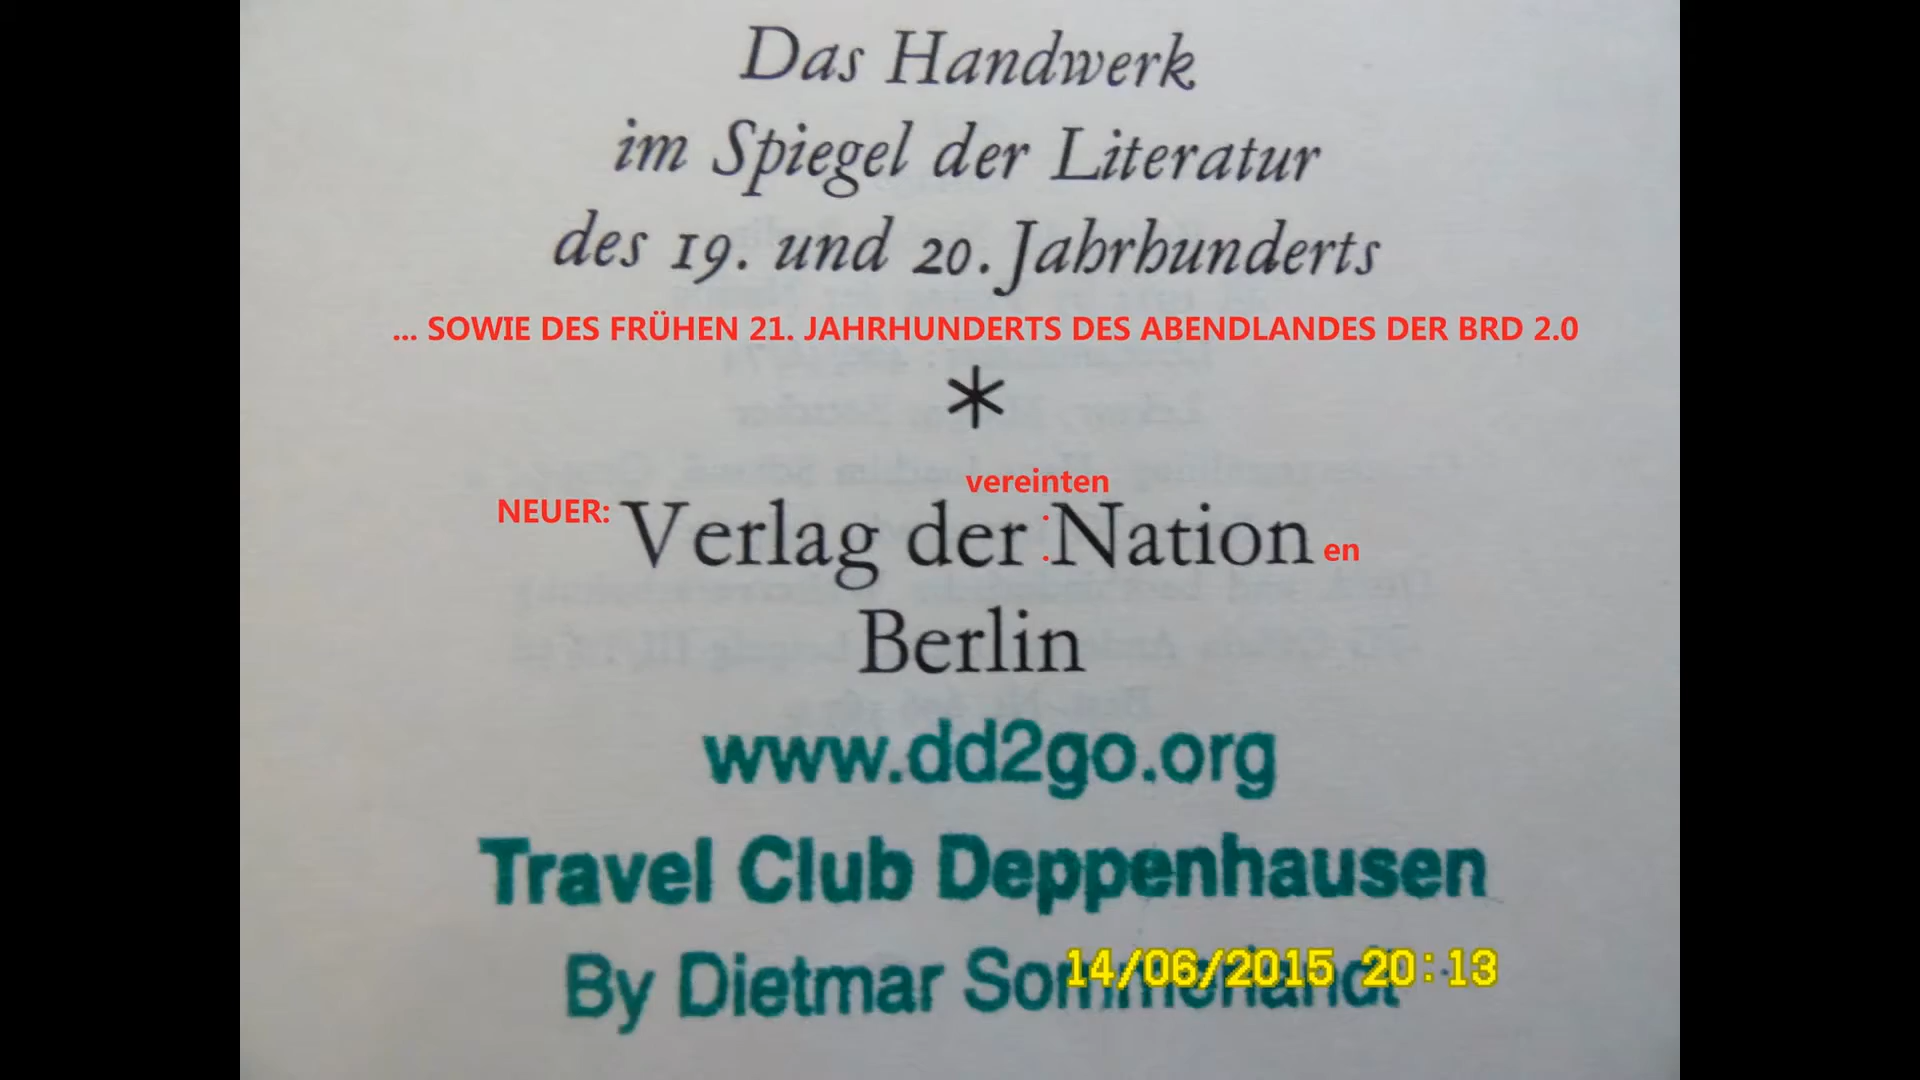 Das Handwerk
im Spiegel der Literatur
des 19. und 20. Jahrhunderts
... SOWIE DES FRÜHEN 21. JAHRHUNDERTS DES ABENDLANDES DER BRD 2.0
*
vereinten
NEUER: Verlag der : Nation en
Berlin
www.dd2go.org
Travel Club Deppenhausen
By Dietmar Sommerlandt
14/06/2015 20:13